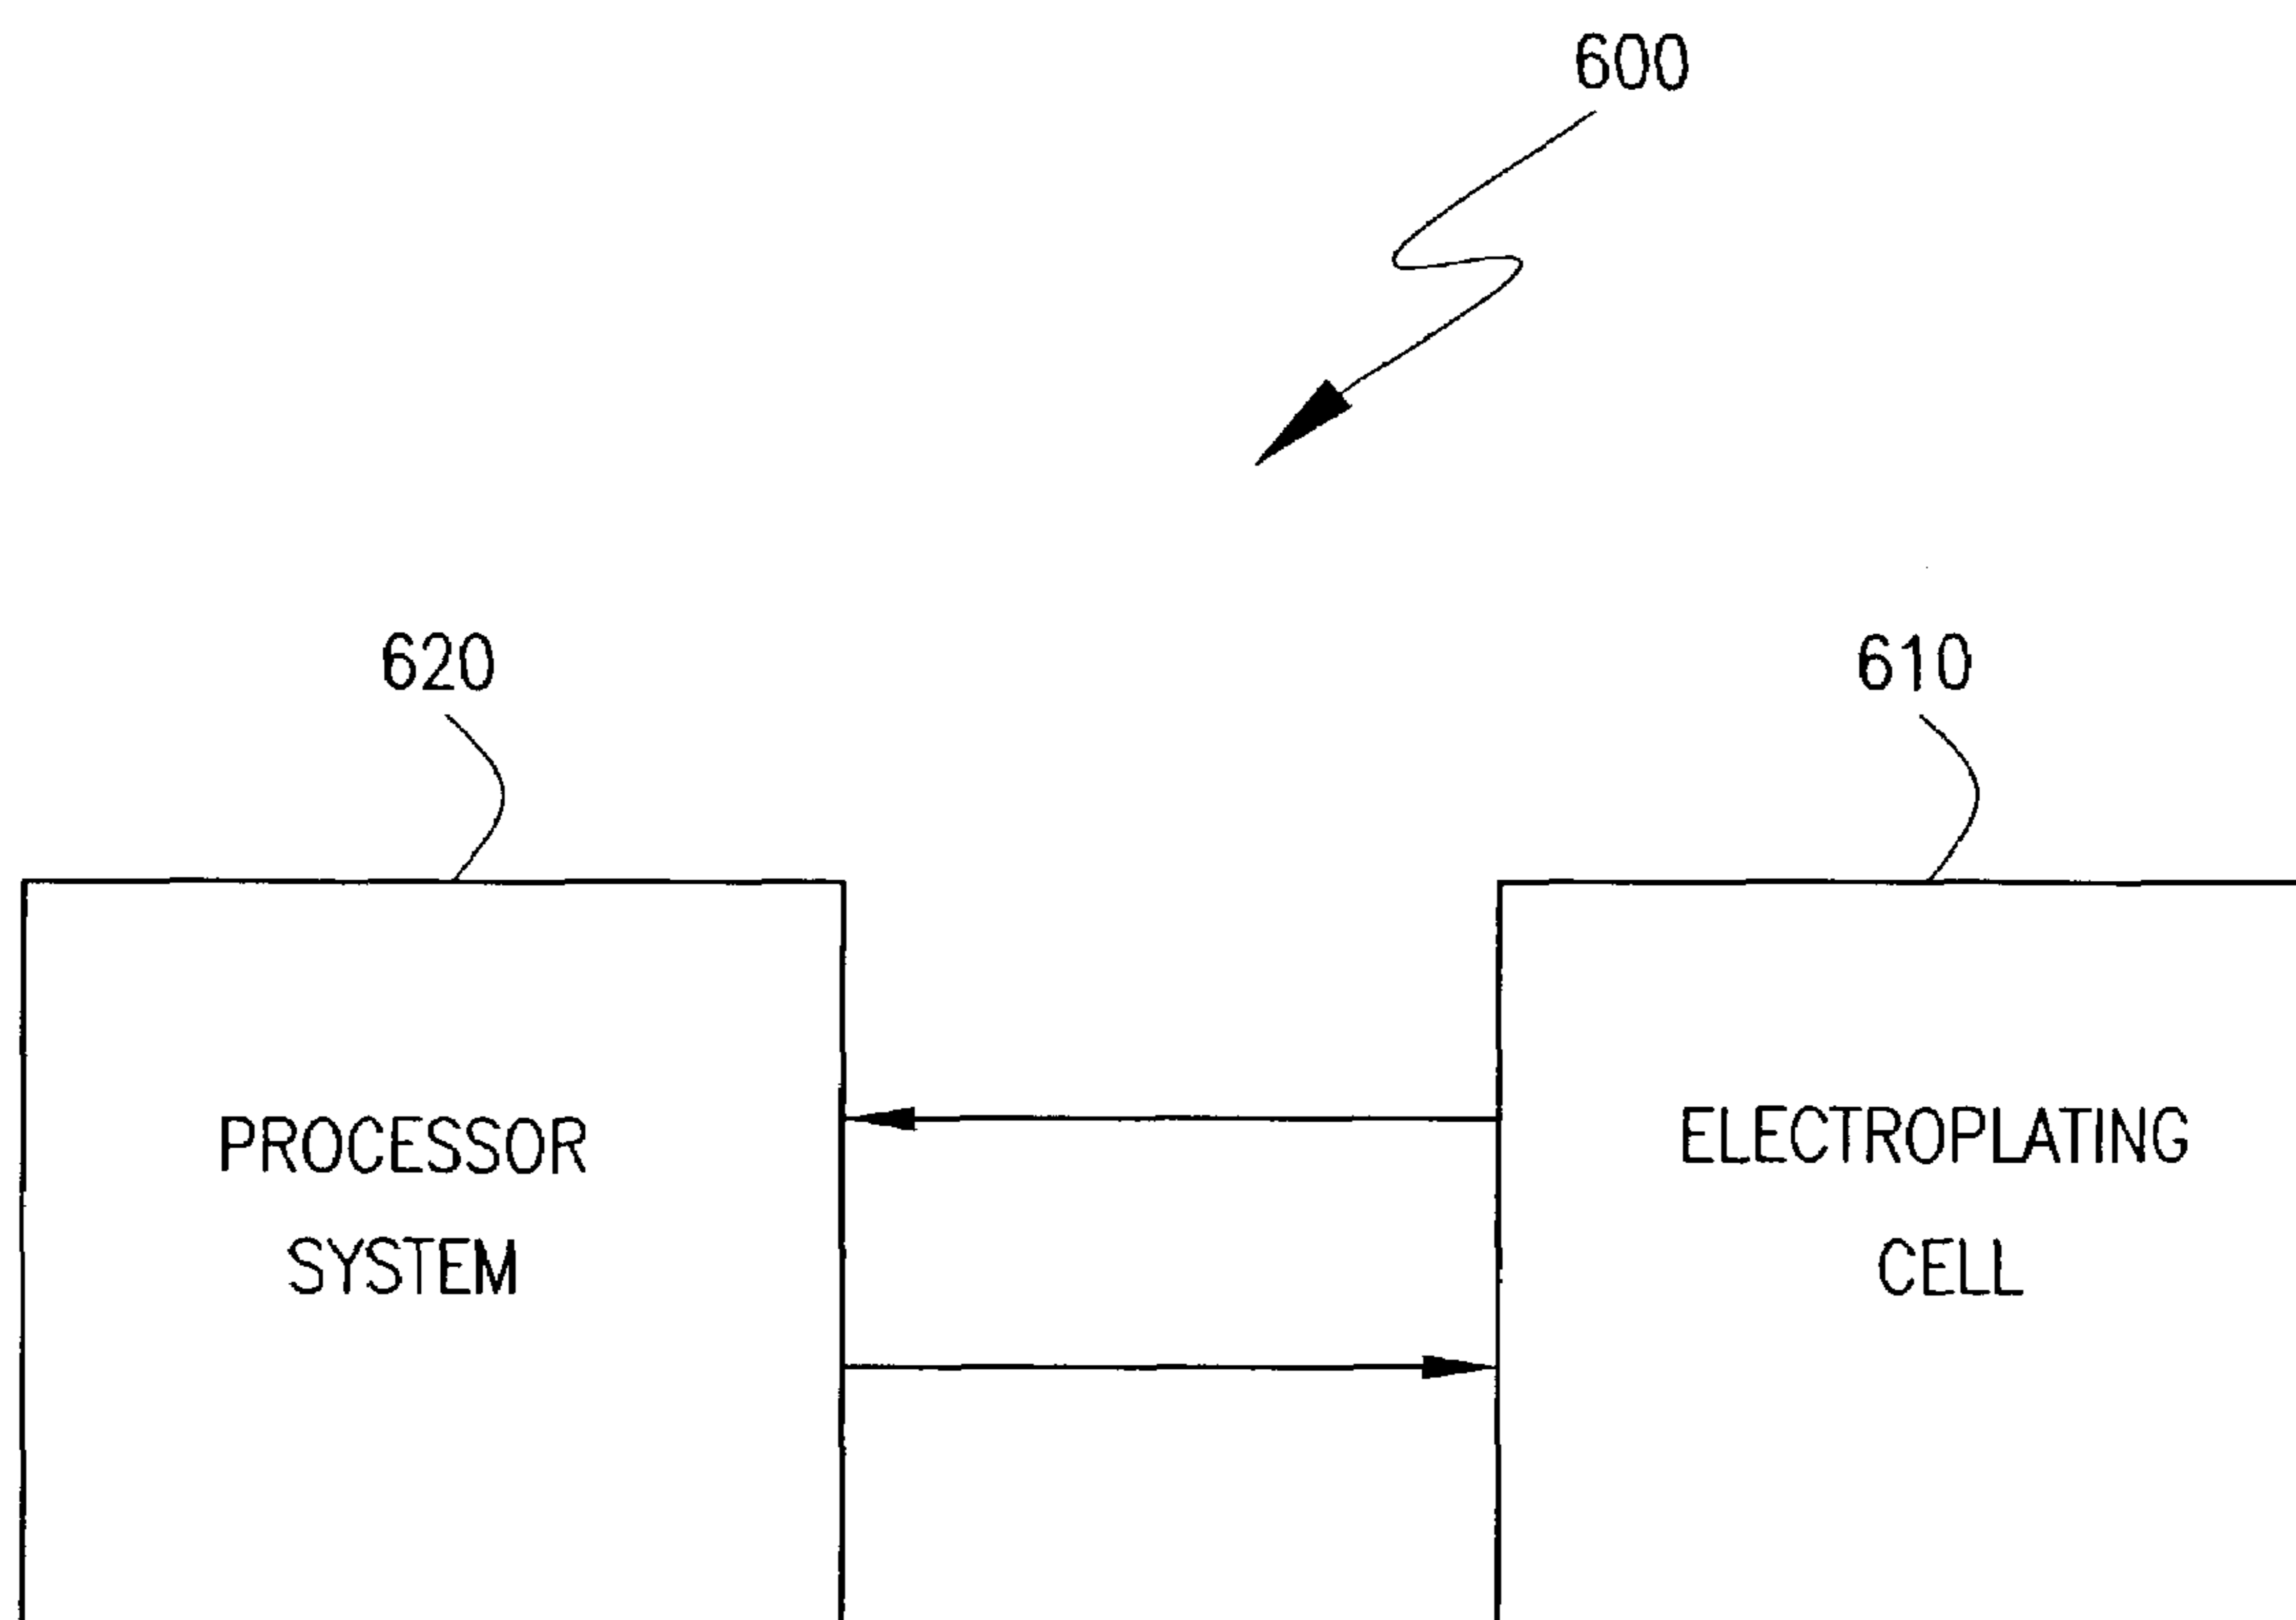 600
620
610
PROCESSOR
SYSTEM
ELECTROPLATING
CELL